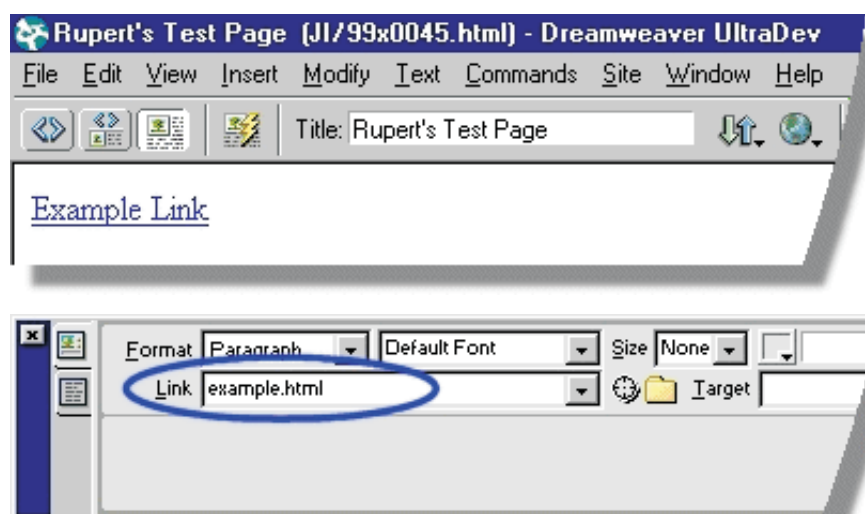 Rupert's Test Page (JI/99x0045.html) - Dreamweaver UltraDev
File Edit View Insert Modify Text Commands Site Window Help
Title: Rupert's Test Page
Example Link
Format Paragraph Default Font Size None
Link example.html Target